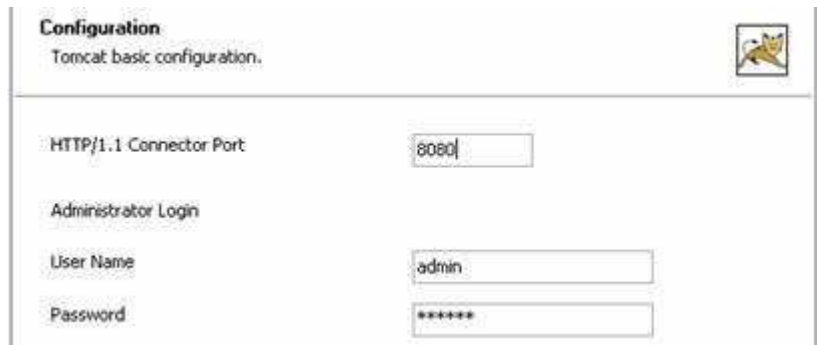 Configuration
Tomcat basic configuration.
HTTP/1.1 Connector Port 8080
Administrator Login
User Name admin
Password ******